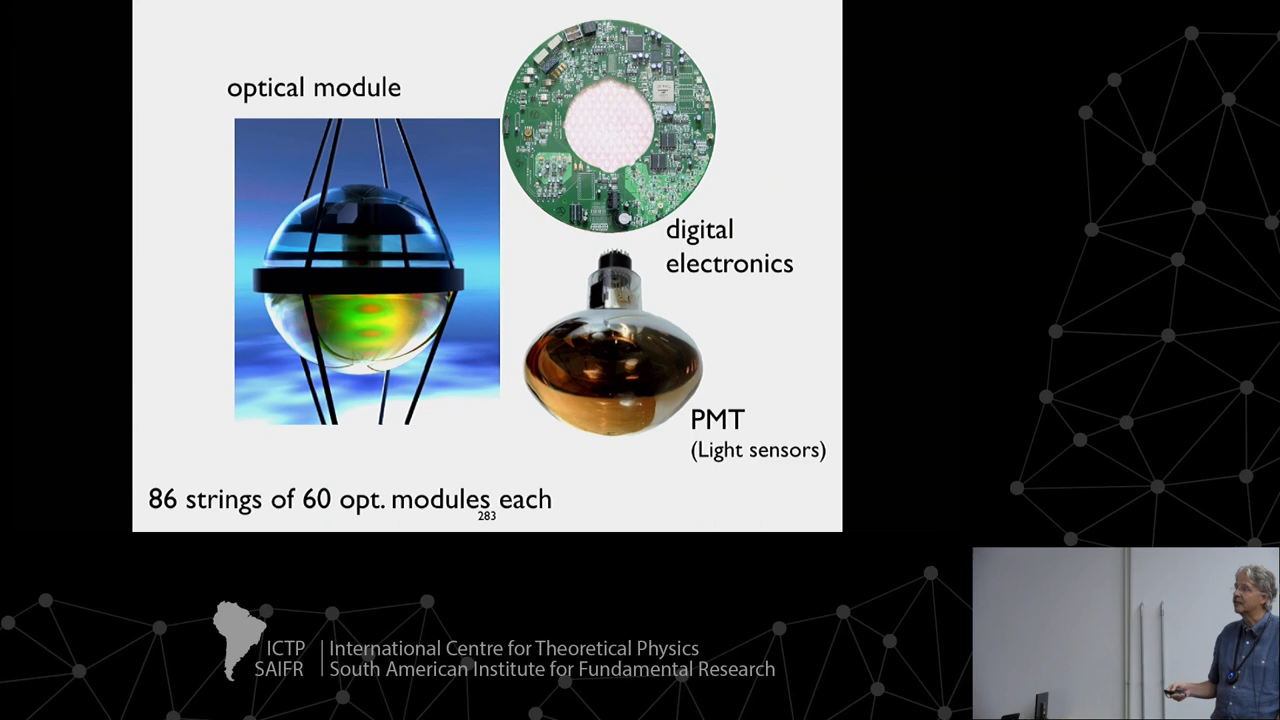 optical module
digital
electronics
PMT
(Light sensors)
86 strings of 60 opt. modules each
283
ICTP
SAIFR
International Centre for Theoretical Physics
South American Institute for Fundamental Research